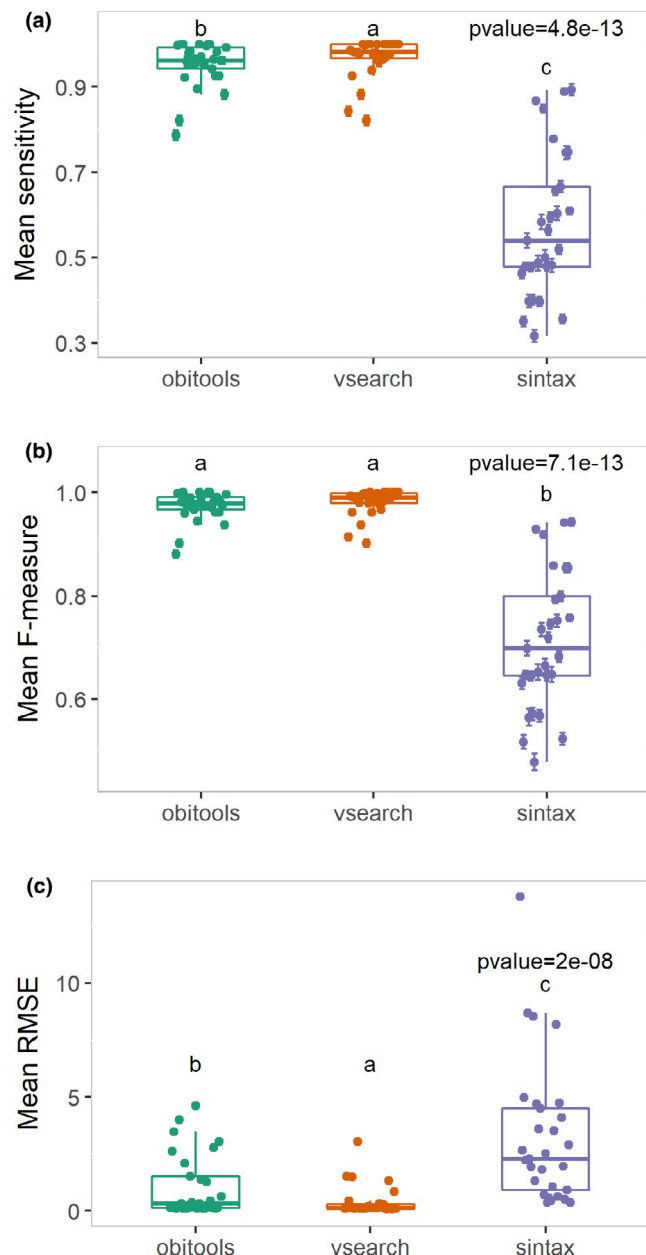 (a)
b
a
pvalue=4.8e-13
c
0.9
0.7
0.5
0.3
Mean sensitivity
obitools
vsearch
sintax
(b)
a
a
pvalue=7.1e-13
b
1.0
0.8
0.6
Mean F-measure
obitools
vsearch
sintax
(c)
pvalue=2e-08
c
b
a
10
5
0
Mean RMSE
obitools
vsearch
sintax